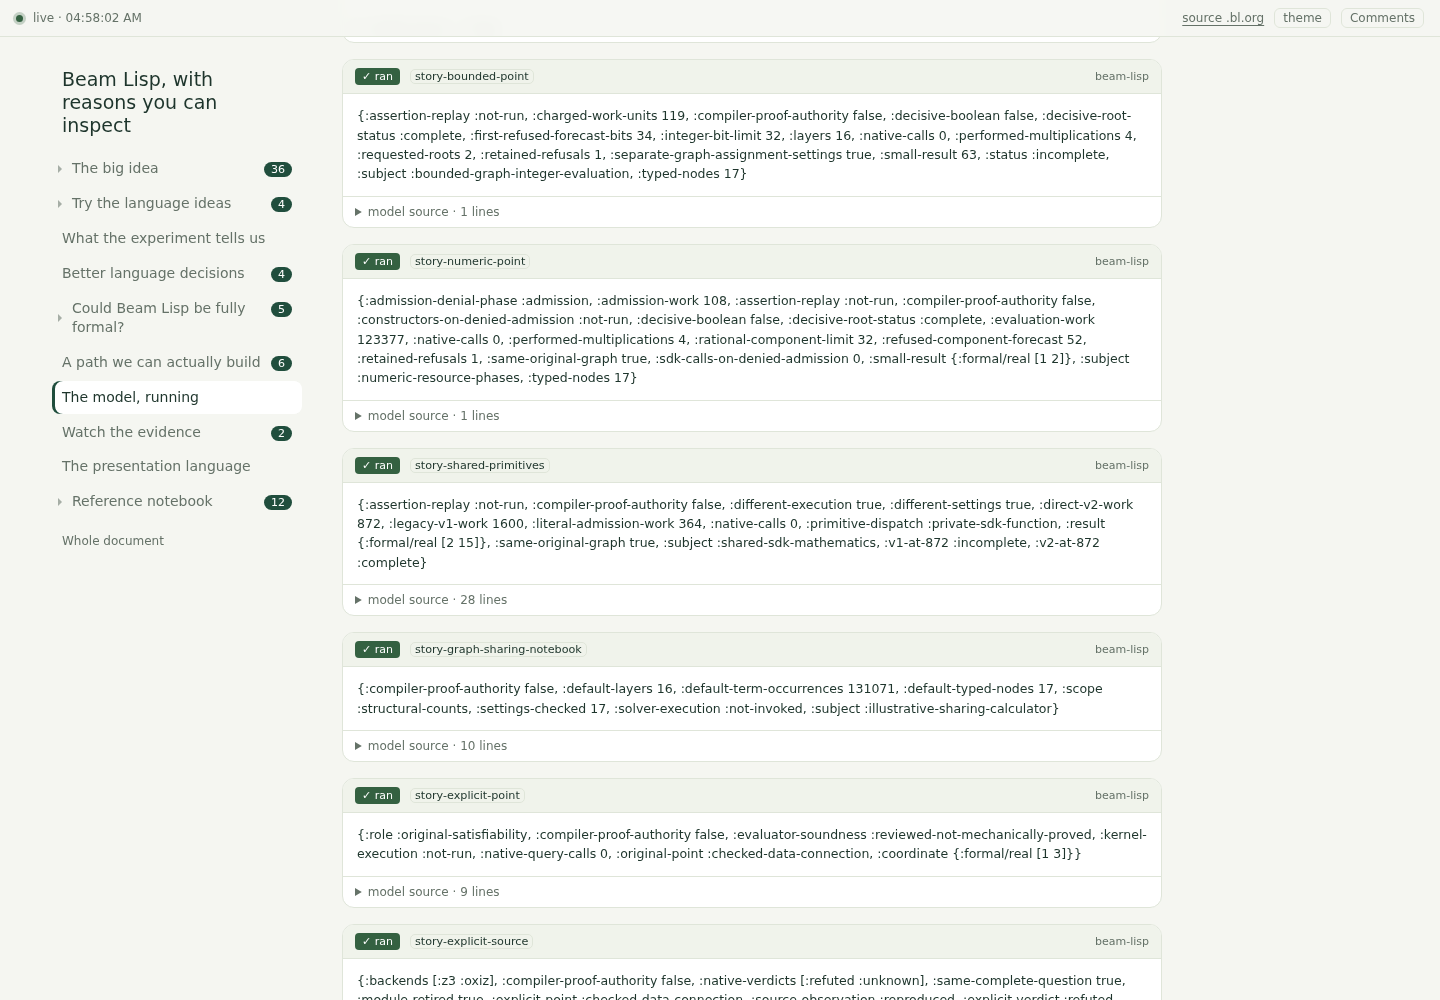 live · 04:58:02 AM
source .bl.org
theme
Comments
Beam Lisp, with
reasons you can
inspect
The big idea 36
Try the language ideas 4
What the experiment tells us
Better language decisions 4
Could Beam Lisp be fully 5
formal?
A path we can actually build 6
The model, running
Watch the evidence 2
The presentation language
Reference notebook 12
Whole document
✓ ran story-bounded-point beam-lisp
{:assertion-replay :not-run, :charged-work-units 119, :compiler-proof-authority false, :decisive-boolean false, :decisive-root-
status :complete, :first-refused-forecast-bits 34, :integer-bit-limit 32, :layers 16, :native-calls 0, :performed-multiplications 4,
:requested-roots 2, :retained-refusals 1, :separate-graph-assignment-settings true, :small-result 63, :status :incomplete,
:subject :bounded-graph-integer-evaluation, :typed-nodes 17}
▶ model source · 1 lines
✓ ran story-numeric-point beam-lisp
{:admission-denial-phase :admission, :admission-work 108, :assertion-replay :not-run, :compiler-proof-authority false,
:constructors-on-denied-admission :not-run, :decisive-boolean false, :decisive-root-status :complete, :evaluation-work
123377, :native-calls 0, :performed-multiplications 4, :rational-component-limit 32, :refused-component-forecast 52,
:retained-refusals 1, :same-original-graph true, :sdk-calls-on-denied-admission 0, :small-result {:formal/real [1 2]}, :subject
:numeric-resource-phases, :typed-nodes 17}
▶ model source · 1 lines
✓ ran story-shared-primitives beam-lisp
{:assertion-replay :not-run, :compiler-proof-authority false, :different-execution true, :different-settings true, :direct-v2-work
872, :legacy-v1-work 1600, :literal-admission-work 364, :native-calls 0, :primitive-dispatch :private-sdk-function, :result
{:formal/real [2 15]}, :same-original-graph true, :subject :shared-sdk-mathematics, :v1-at-872 :incomplete, :v2-at-872
:complete}
▶ model source · 28 lines
✓ ran story-graph-sharing-notebook beam-lisp
{:compiler-proof-authority false, :default-layers 16, :default-term-occurrences 131071, :default-typed-nodes 17, :scope
:structural-counts, :settings-checked 17, :solver-execution :not-invoked, :subject :illustrative-sharing-calculator}
▶ model source · 10 lines
✓ ran story-explicit-point beam-lisp
{:role :original-satisfiability, :compiler-proof-authority false, :evaluator-soundness :reviewed-not-mechanically-proved, :kernel-
execution :not-run, :native-query-calls 0, :original-point :checked-data-connection, :coordinate {:formal/real [1 3]}}
▶ model source · 9 lines
✓ ran story-explicit-source beam-lisp
{:backends [:z3 :oxiz], :compiler-proof-authority false, :native-verdicts [:refuted :unknown], :same-complete-question true,
:module-retired true, :explicit-point :checked-data-connection, :source-observation :reproduced, :explicit-verdict :refuted,